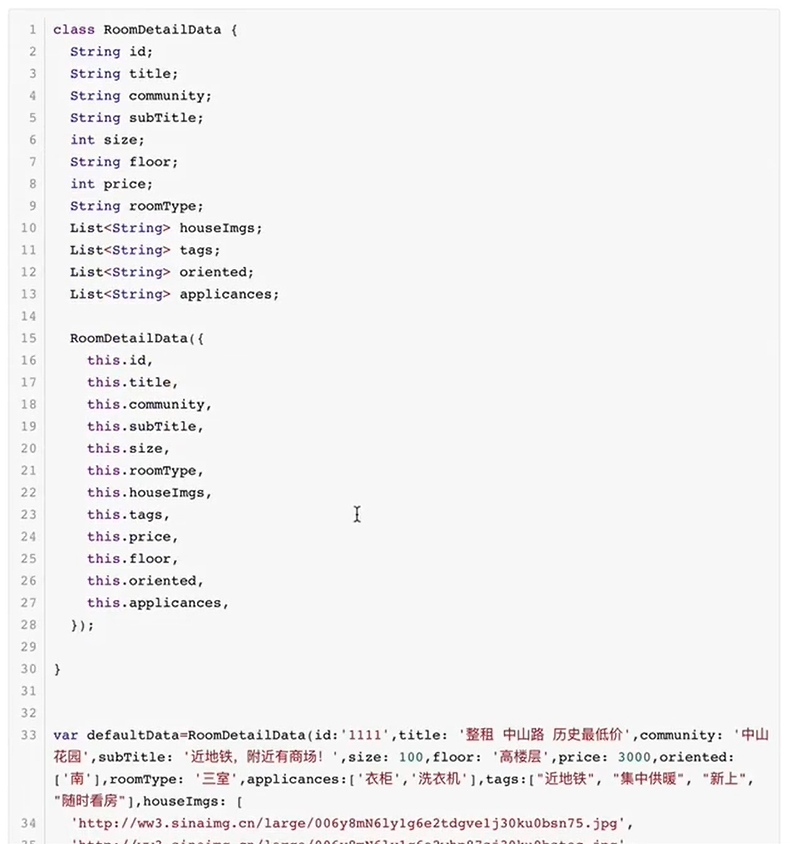 1 class RoomDetailData {
2 String id;
3 String title;
4 String community;
5 String subTitle;
6 int size;
7 String floor;
8 int price;
9 String roomType;
10 List<String> houseImgs;
11 List<String> tags;
12 List<String> oriented;
13 List<String> applicances;
14
15 RoomDetailData({
16 this.id,
17 this.title,
18 this.community,
19 this.subTitle,
20 this.size,
21 this.roomType,
22 this.houseImgs,
23 this.tags,
24 this.price,
25 this.floor,
26 this.oriented,
27 this.applicances,
28 });
29
30 }
31
32
33 var defaultData=RoomDetailData(id:'1111',title: '整租 中山路 历史最低价',community: '中山
花园',subTitle: '近地铁，附近有商场！',size: 100,floor: '高楼层',price: 3000,oriented:
['南'],roomType: '三室',applicances:['衣柜','洗衣机'],tags:["近地铁", "集中供暖", "新上",
"随时看房"],houseImgs: [
34 'http://ww3.sinaimg.cn/large/006y8mN6ly1g6e2tdgve1j30ku0bsn75.jpg',